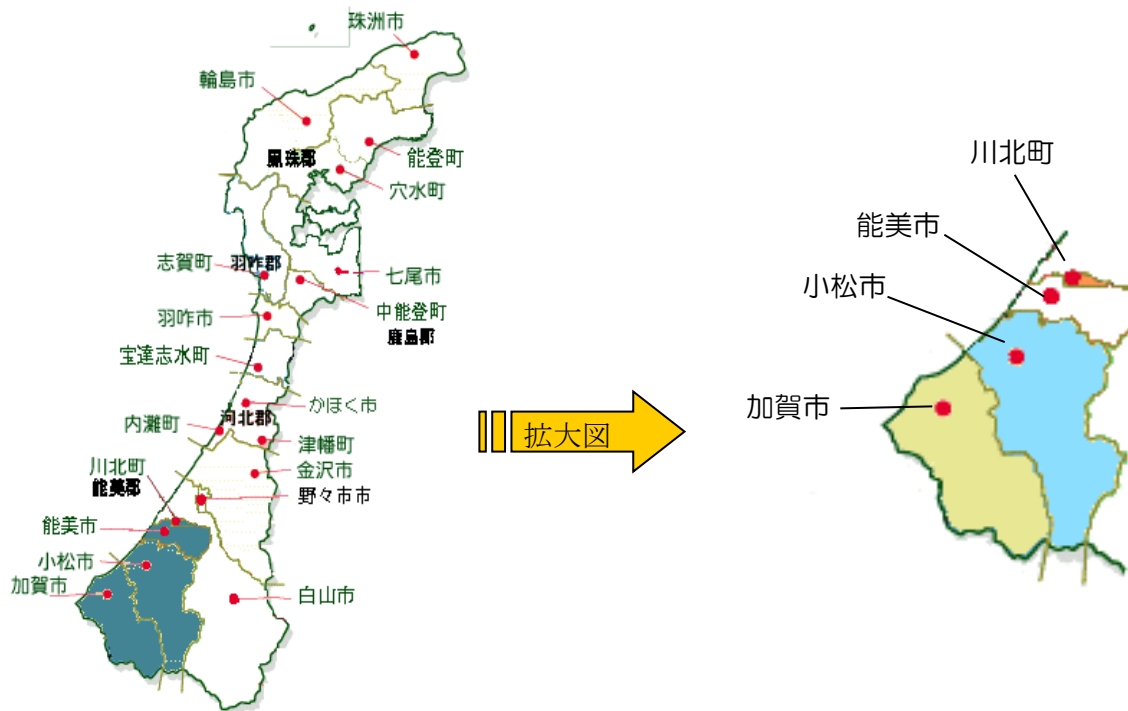 珠洲市
輪島市
鳳珠郡
能登町
穴水町
志賀町
羽咋郡
七尾市
中能登町
鹿島郡
羽咋市
宝達志水町
かほく市
内灘町
河北郡
津幡町
金沢市
川北町
能美郡
野々市市
能美市
小松市
加賀市
白山市
拡大図
川北町
能美市
小松市
加賀市